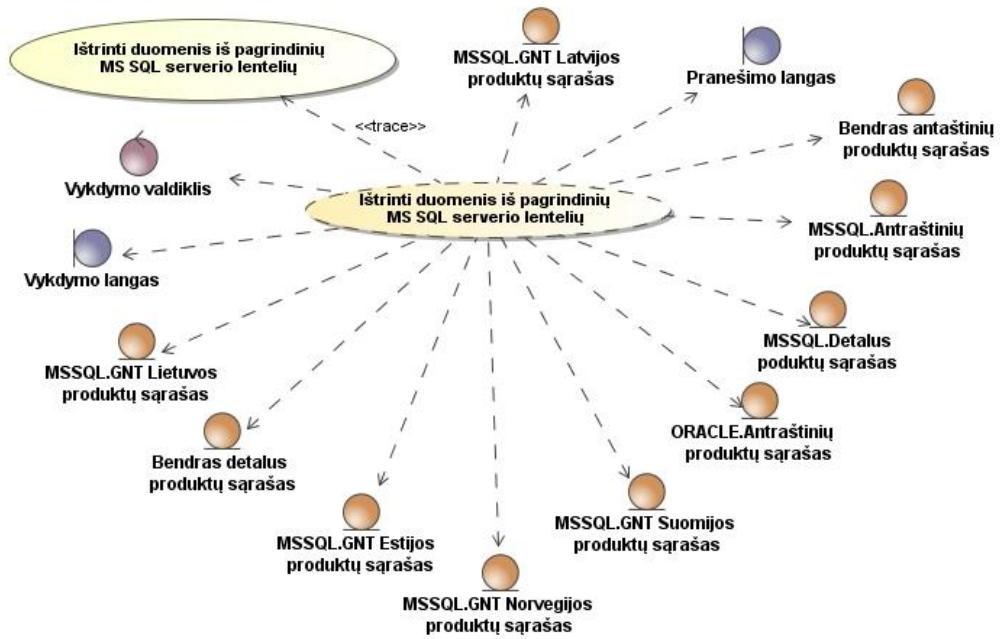 Ištrinti duomenis iš pagrindinių
MS SQL serverio lentelių
MSSQL.GNT Latvijos
produktų sąrašas
Pranešimo langas
Bendras antaštinių
produktų sąrašas
<<trace>>
Vykdymo valdiklis
Ištrinti duomenis iš pagrindinių
MS SQL serverio lentelių
MSSQL.Antraštinių
produktų sąrašas
Vykdymo langas
MSSQL.Detalus
poduktų sąrašas
MSSQL.GNT Lietuvos
produktų sąrašas
ORACLE.Antraštinių
produktų sąrašas
Bendras detalus
produktų sąrašas
MSSQL.GNT Suomijos
produktų sąrašas
MSSQL.GNT Estijos
produktų sąrašas
MSSQL.GNT Norvegijos
produktų sąrašas